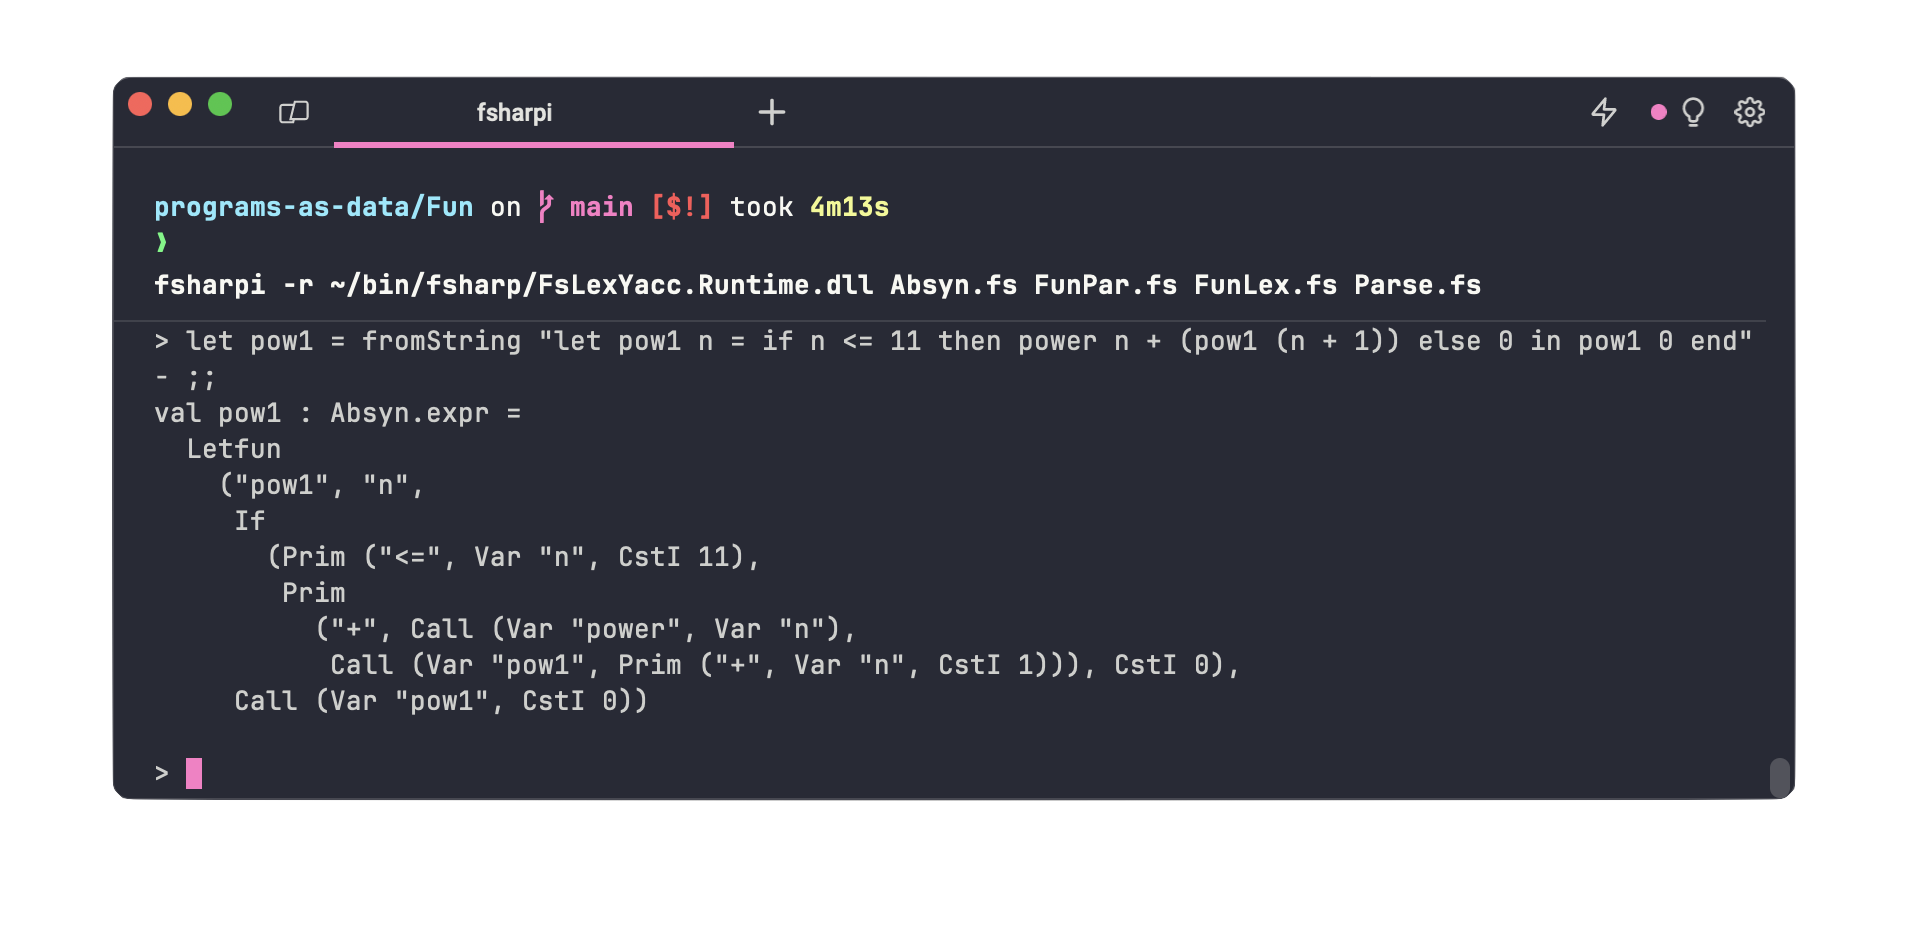 fsharpi
programs-as-data/Fun on main [$!] took 4m13s
❯
fsharpi -r ~/bin/fsharp/FsLexYacc.Runtime.dll Absyn.fs FunPar.fs FunLex.fs Parse.fs
> let pow1 = fromString "let pow1 n = if n <= 11 then power n + (pow1 (n + 1)) else 0 in pow1 0 end"
- ;;
val pow1 : Absyn.expr =
  Letfun
    ("pow1", "n",
     If
       (Prim ("<=", Var "n", CstI 11),
        Prim
          ("+", Call (Var "power", Var "n"),
           Call (Var "pow1", Prim ("+", Var "n", CstI 1))), CstI 0),
     Call (Var "pow1", CstI 0))
>